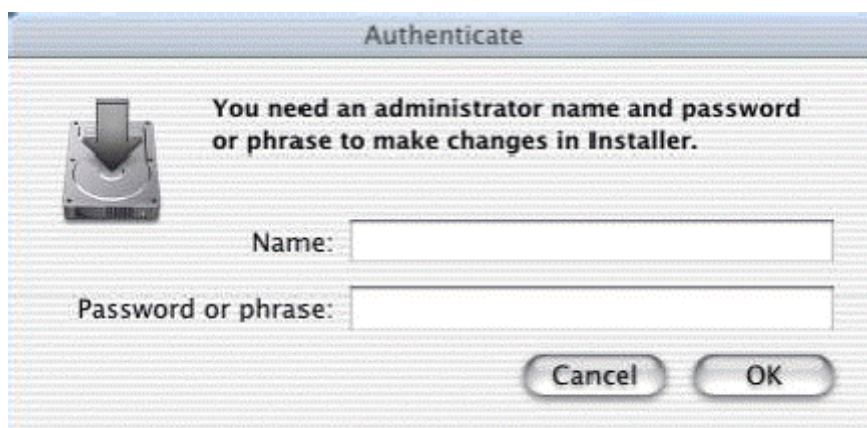 Authenticate
You need an administrator name and password
or phrase to make changes in Installer.
Name:
Password or phrase:
Cancel OK